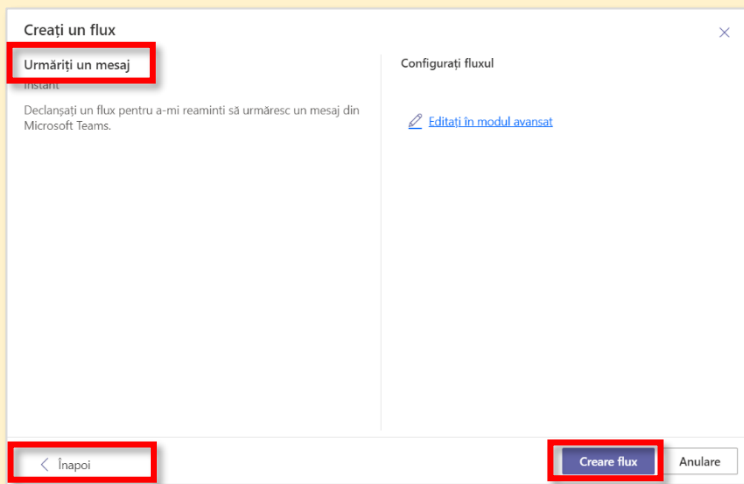 Creați un flux
Urmăriți un mesaj
Instant
Declanșați un flux pentru a-mi reaminti să urmăresc un mesaj din
Microsoft Teams.
Configurați fluxul
Editați în modul avansat
Înapoi
Creare flux
Anulare